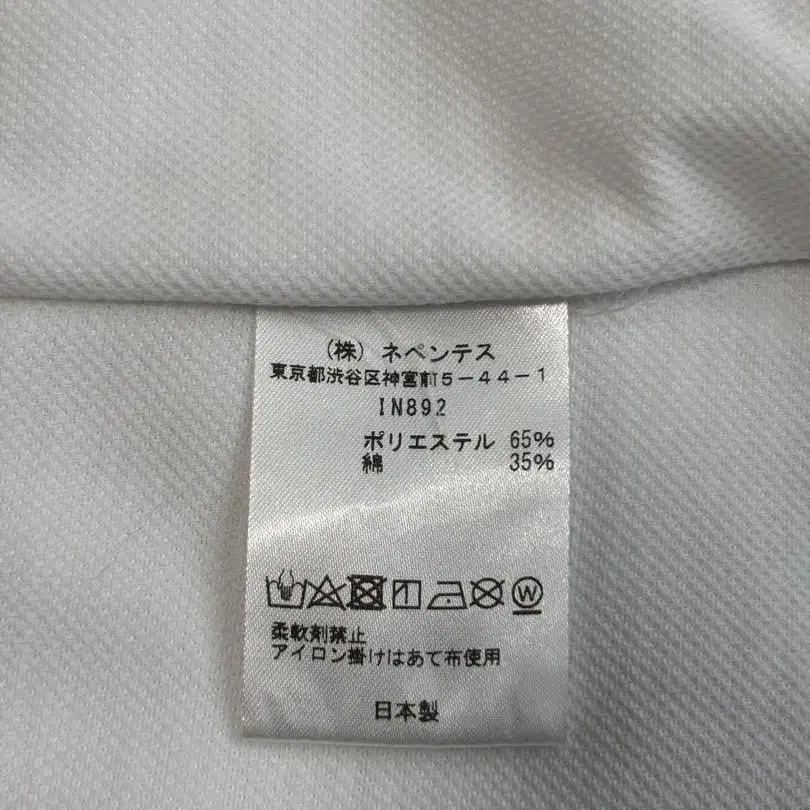 （株）ネペンテス
東京都渋谷区神宮前５－４４－１
IN892
ポリエステル 65%
綿 35%
W
柔軟剤禁止
アイロン掛けはあて布使用
日本製